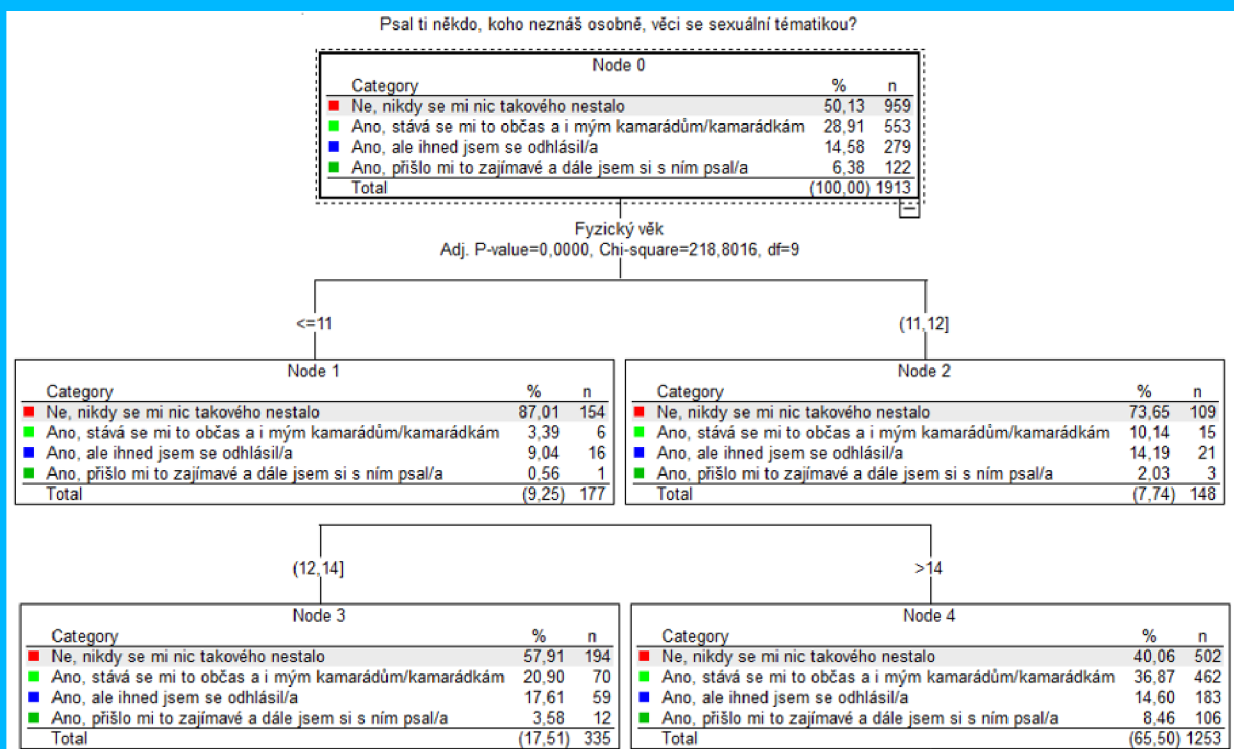 Psal ti někdo, koho neznáš osobně, věci se sexuální tématikou?
Node 0
Category % n
Ne, nikdy se mi nic takového nestalo 50,13 959
Ano, stává se mi to občas a i mým kamarádům/kamarádkám 28,91 553
Ano, ale ihned jsem se odhlásil/a 14,58 279
Ano, přišlo mi to zajímavé a dále jsem si s ním psal/a 6,38 122
Total (100,00) 1913
Fyzický věk
Adj. P-value=0,0000, Chi-square=218,8016, df=9
<=11
(11,12]
Node 1
Category % n
Ne, nikdy se mi nic takového nestalo 87,01 154
Ano, stává se mi to občas a i mým kamarádům/kamarádkám 3,39 6
Ano, ale ihned jsem se odhlásil/a 9,04 16
Ano, přišlo mi to zajímavé a dále jsem si s ním psal/a 0,56 1
Total (9,25) 177
Node 2
Category % n
Ne, nikdy se mi nic takového nestalo 73,65 109
Ano, stává se mi to občas a i mým kamarádům/kamarádkám 10,14 15
Ano, ale ihned jsem se odhlásil/a 14,19 21
Ano, přišlo mi to zajímavé a dále jsem si s ním psal/a 2,03 3
Total (7,74) 148
(12,14]
>14
Node 3
Category % n
Ne, nikdy se mi nic takového nestalo 57,91 194
Ano, stává se mi to občas a i mým kamarádům/kamarádkám 20,90 70
Ano, ale ihned jsem se odhlásil/a 17,61 59
Ano, přišlo mi to zajímavé a dále jsem si s ním psal/a 3,58 12
Total (17,51) 335
Node 4
Category % n
Ne, nikdy se mi nic takového nestalo 40,06 502
Ano, stává se mi to občas a i mým kamarádům/kamarádkám 36,87 462
Ano, ale ihned jsem se odhlásil/a 14,60 183
Ano, přišlo mi to zajímavé a dále jsem si s ním psal/a 8,46 106
Total (65,50) 1253